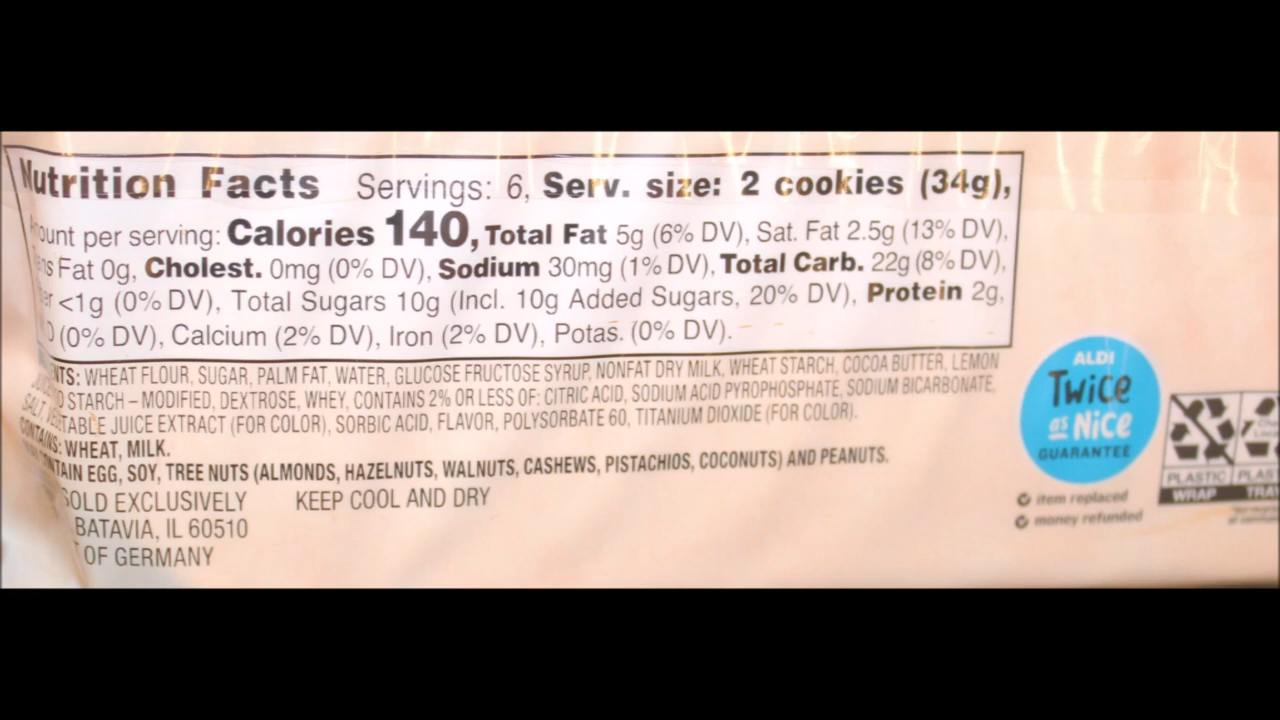 Nutrition Facts Servings: 6, Serv. size: 2 cookies (34g),
per serving: Calories 140, Total Fat 5g (6% DV), Sat. Fat 2.5g (13% DV),
Fat 0g, Cholest. 0mg (0% DV), Sodium 30mg (1% DV), Total Carb. 22g (8% DV),
<1g (0% DV), Total Sugars 10g (Incl. 10g Added Sugars, 20% DV), Protein 2g,
D (0% DV), Calcium (2% DV), Iron (2% DV), Potas. (0% DV).
WHEAT FLOUR, SUGAR, PALM FAT, WATER, GLUCOSE FRUCTOSE SYRUP, NONFAT DRY MILK, WHEAT STARCH, COCOA BUTTER, LEMON
STARCH – MODIFIED, DEXTROSE, WHEY, CONTAINS 2% OR LESS OF: CITRIC ACID, SODIUM ACID PYROPHOSPHATE, SODIUM BICARBONATE,
SALT JUICE EXTRACT (FOR COLOR), SORBIC ACID, FLAVOR, POLYSORBATE 60, TITANIUM DIOXIDE (FOR COLOR).
CONTAINS: WHEAT, MILK.
EGG, SOY, TREE NUTS (ALMONDS, HAZELNUTS, WALNUTS, CASHEWS, PISTACHIOS, COCONUTS) AND PEANUTS.
SOLD EXCLUSIVELY KEEP COOL AND DRY
BATAVIA, IL 60510
OF GERMANY
ALDI
Twice
as Nice
GUARANTEE
item replaced
money refunded
PLASTIC
WRAP